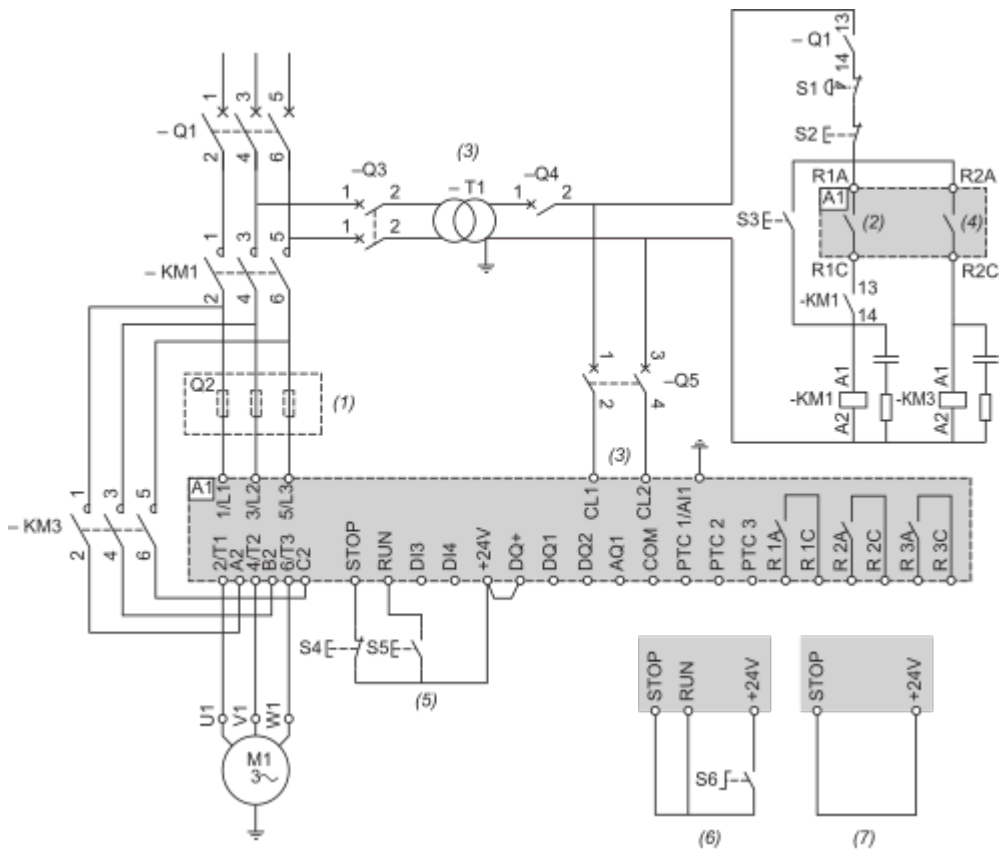 13
– Q1
14
S1
S2
1
3
5
– Q1
2
4
6
(3)
–Q3
– T1
–Q4
1
2
1
2
1
2
R1A
R2A
A1
S3
(2)
(4)
R1C
R2C
1
3
5
– KM1
2
4
6
-KM1
13
14
1
3
–Q5
2
4
Q2
(1)
A1
A1
-KM1
-KM3
A2
A2
(3)
A1
1/L1
3/L2
5/L3
CL1
CL2
PTC 1/AI1
1
3
5
– KM3
2
4
6
2/T1
A2
4/T2
B2
6/T3
C2
STOP
RUN
DI3
DI4
+24V
DQ+
DQ1
DQ2
AQ1
COM
PTC 2
PTC 3
R 1A
R 1C
R 2A
R 2C
R 3A
R 3C
S4
S5
(5)
STOP
RUN
+24V
S6
(6)
STOP
+24V
(7)
U1
V1
W1
M1
3~